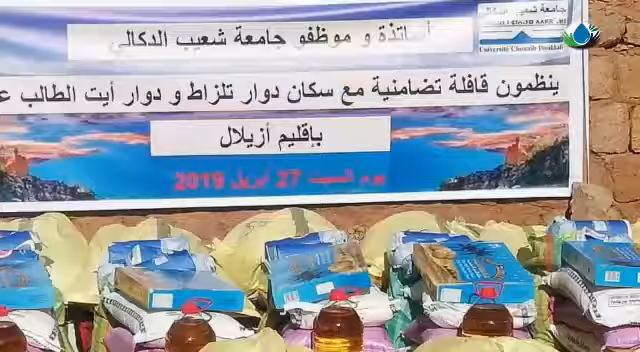 أساتذة و موظفو جامعة شعيب الدكالي
جامعة شعيب الدكالي
Université Chouaib Doukkali
ينظمون قافلة تضامنية مع سكان دوار تلزاط و دوار أيت الطالب
بإقليم أزيلال
يوم السبت 27 أبريل 2019